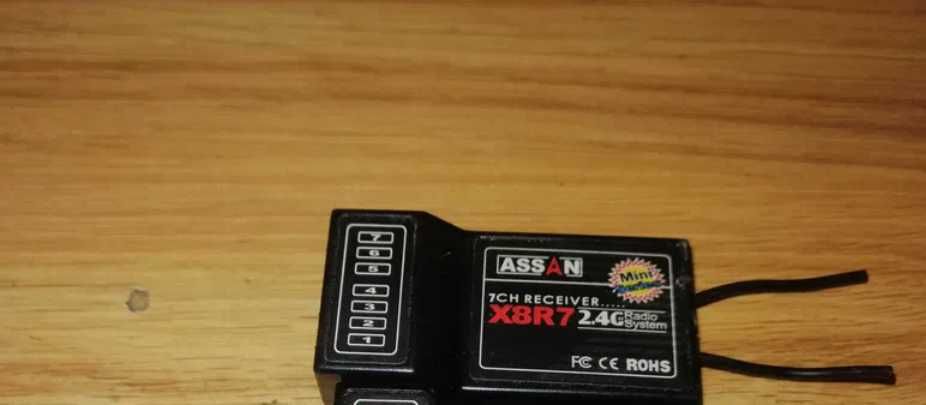 7
6
5
4
3
2
1
ASSAN
Mini
7CH RECEIVER.....
X8R7 2.4G Radio System
FC CE ROHS